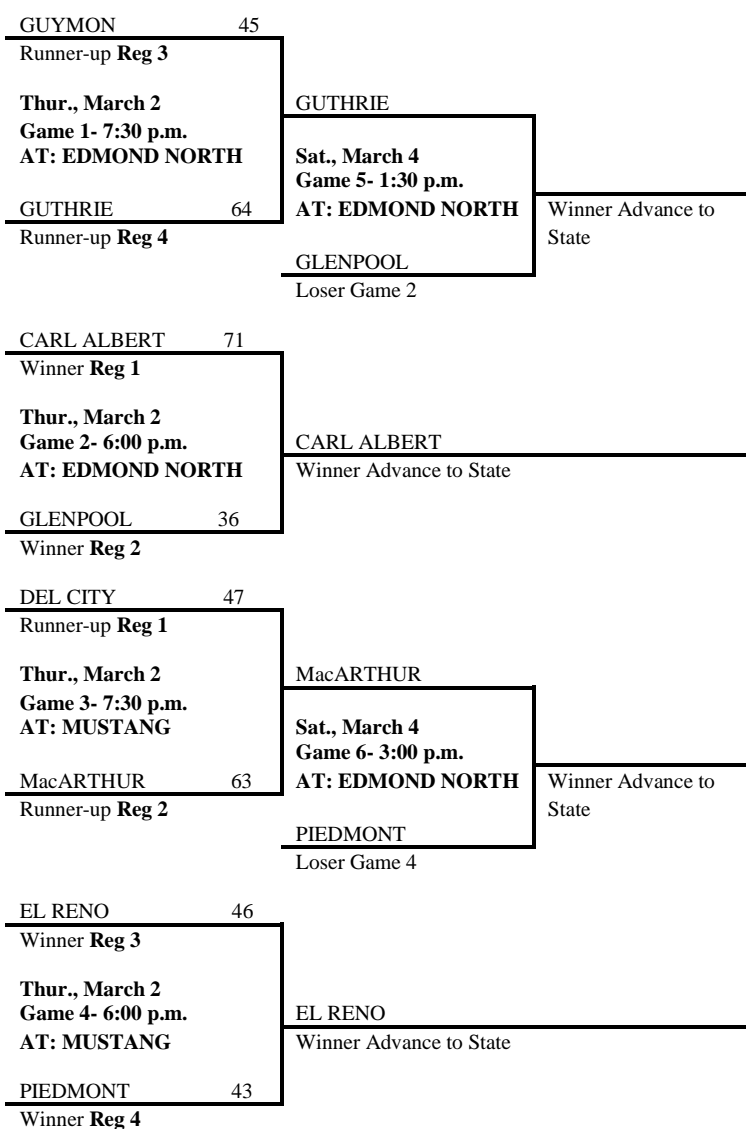 GUYMON 45
Runner-up Reg 3
Thur., March 2
Game 1- 7:30 p.m.
AT: EDMOND NORTH
GUTHRIE 64
Runner-up Reg 4
GUTHRIE
Sat., March 4
Game 5- 1:30 p.m.
AT: EDMOND NORTH
GLENPOOL
Loser Game 2
Winner Advance to
State
CARL ALBERT 71
Winner Reg 1
Thur., March 2
Game 2- 6:00 p.m.
AT: EDMOND NORTH
GLENPOOL 36
Winner Reg 2
CARL ALBERT
Winner Advance to State
DEL CITY 47
Runner-up Reg 1
Thur., March 2
Game 3- 7:30 p.m.
AT: MUSTANG
MacARTHUR 63
Runner-up Reg 2
MacARTHUR
Sat., March 4
Game 6- 3:00 p.m.
AT: EDMOND NORTH
PIEDMONT
Loser Game 4
Winner Advance to
State
EL RENO 46
Winner Reg 3
Thur., March 2
Game 4- 6:00 p.m.
AT: MUSTANG
PIEDMONT 43
Winner Reg 4
EL RENO
Winner Advance to State